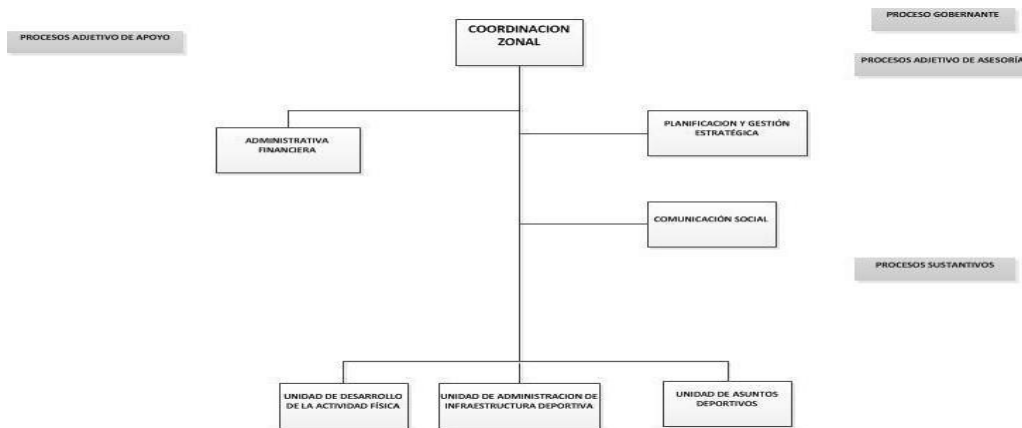 PROCESO GOBERNANTE
PROCESOS ADJETIVO DE APOYO
COORDINACION
ZONAL
PROCESOS ADJETIVO DE ASESORÍA
ADMINISTRATIVA
FINANCIERA
PLANIFICACION Y GESTIÓN
ESTRATÉGICA
COMUNICACIÓN SOCIAL
PROCESOS SUSTANTIVOS
UNIDAD DE DESARROLLO
DE LA ACTIVIDAD FÍSICA
UNIDAD DE ADMINISTRACION DE
INFRAESTRUCTURA DEPORTIVA
UNIDAD DE ASUNTOS
DEPORTIVOS